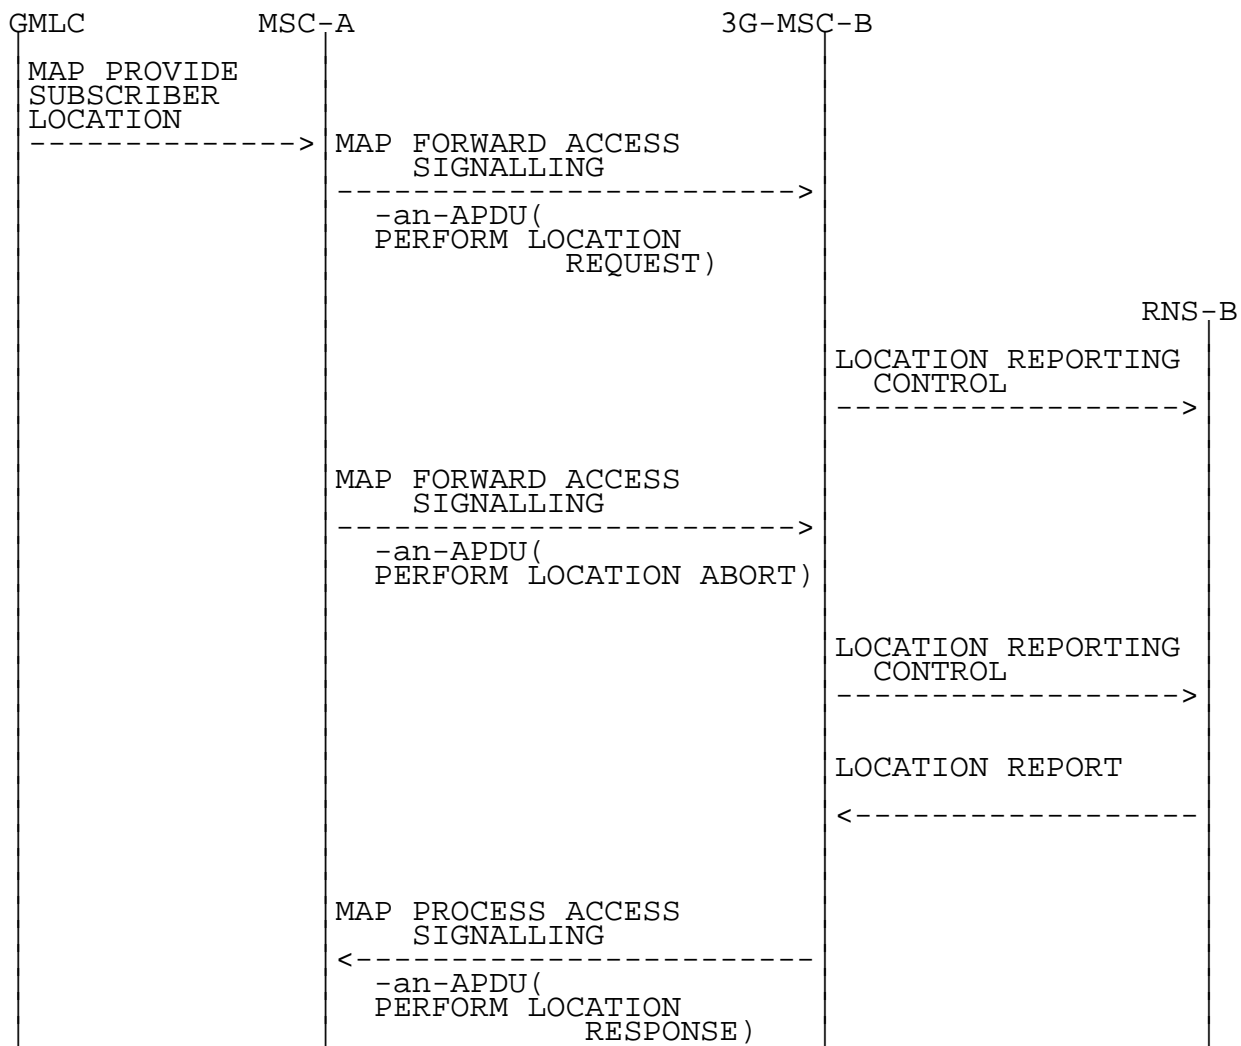 GMLC MSC-A 3G-MSC-B
MAP PROVIDE
SUBSCRIBER
LOCATION
--------------> MAP FORWARD ACCESS
SIGNALLING
------------------------>
-an-APDU(
PERFORM LOCATION
REQUEST)
RNS-B
LOCATION REPORTING
CONTROL
------------------>
MAP FORWARD ACCESS
SIGNALLING
------------------------>
-an-APDU(
PERFORM LOCATION ABORT)
LOCATION REPORTING
CONTROL
------------------>
LOCATION REPORT
<------------------
MAP PROCESS ACCESS
SIGNALLING
<------------------------
-an-APDU(
PERFORM LOCATION
RESPONSE)